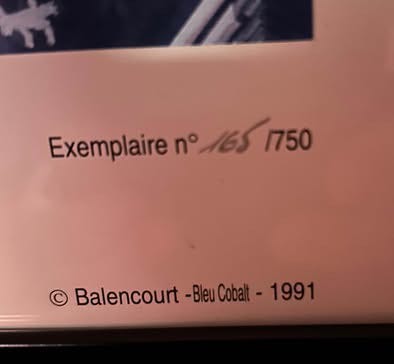 Exemplaire n° 165 /750
© Balencourt - Bleu Cobalt - 1991